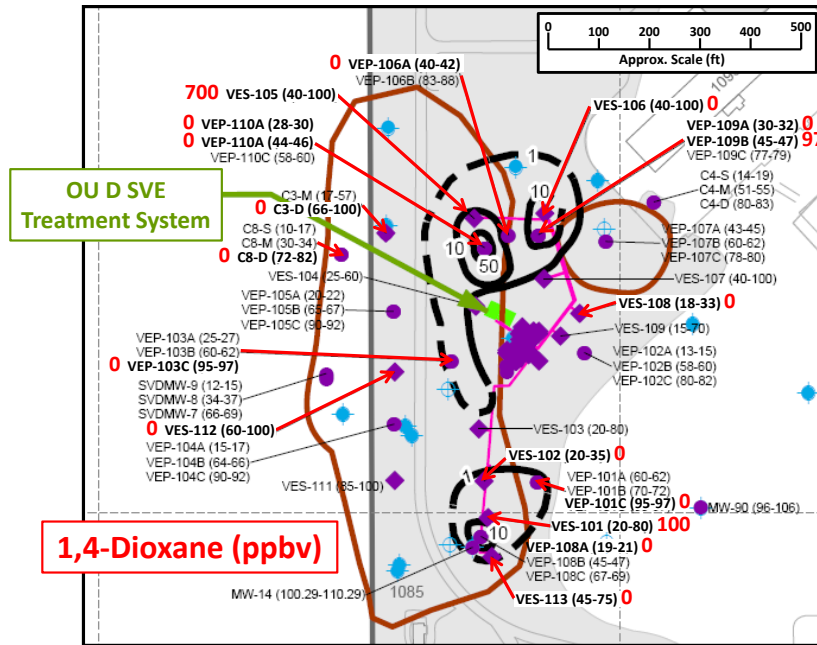 0 100 200 300 400 500
Approx. Scale (ft)
0 VEP-106A (40-42)
VEP-106B (83-88)
700 VES-105 (40-100)
VES-106 (40-100) 0
0 VEP-110A (28-30)
0 VEP-110A (44-46)
VEP-110C (58-60)
VEP-109A (30-32) 0
VEP-109B (45-47) 97
VEP-109C (77-79)
1
10
OU D SVE
Treatment System
C4-S (14-19)
C4-M (51-55)
C4-D (80-83)
C3-M (17-57)
0 C3-D (66-100)
C8-S (10-17)
C8-M (30-34)
0 C8-D (72-82)
10
50
VEP-107A (43-45)
VEP-107B (60-62)
VEP-107C (78-80)
VES-104 (25-60)
VES-107 (40-100)
VEP-105A (20-22)
VEP-105B (65-67)
VEP-105C (90-92)
VES-108 (18-33) 0
VES-109 (15-70)
VEP-103A (25-27)
VEP-103B (60-62)
0 VEP-103C (95-97)
VEP-102A (13-15)
VEP-102B (58-60)
VEP-102C (80-82)
SVDMW-9 (12-15)
SVDMW-8 (34-37)
SVDMW-7 (66-69)
0 VES-112 (60-100)
VES-103 (20-80)
VEP-104A (15-17)
VEP-104B (64-66)
VEP-104C (90-92)
VES-102 (20-35) 0
1
VES-111 (85-100)
VEP-101A (60-62)
VEP-101B (70-72)
VEP-101C (95-97) 0
MW-90 (96-106)
VES-101 (20-80) 100
10
1,4-Dioxane (ppbv)
VEP-108A (19-21) 0
VEP-108B (45-47)
VEP-108C (67-69)
MW-14 (100.29-110.29)
1085
VES-113 (45-75) 0